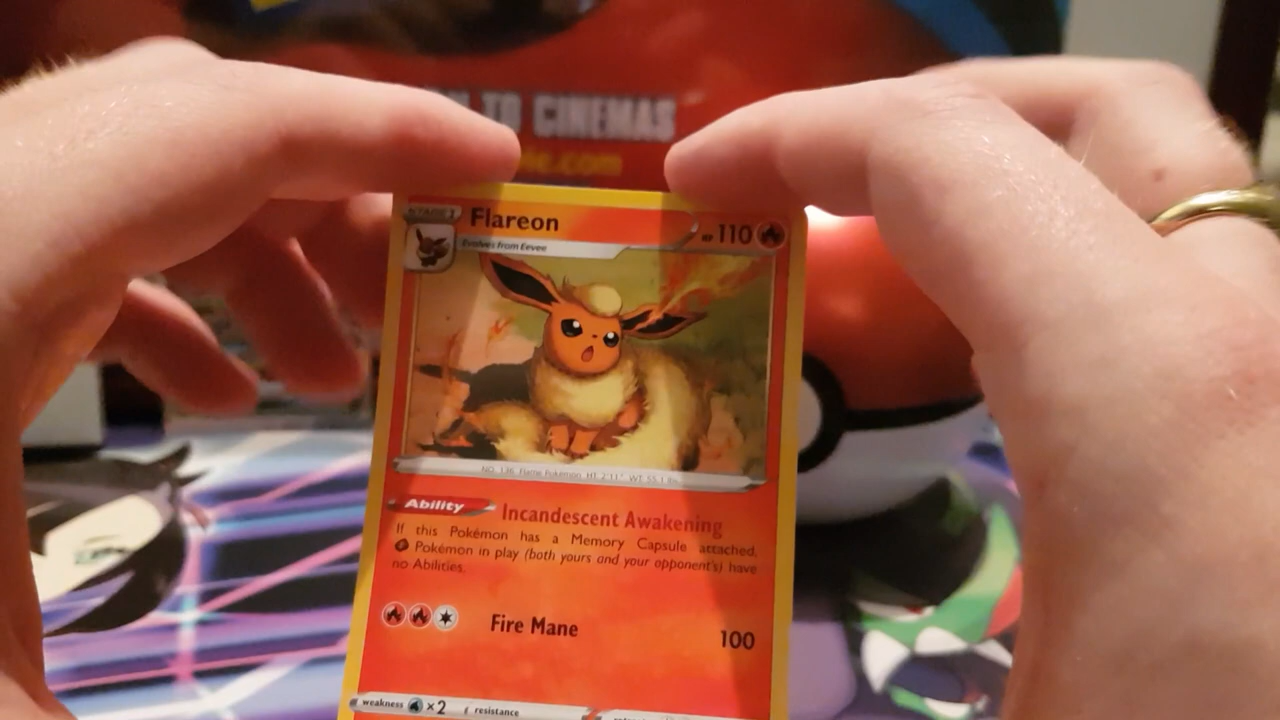 TO CINEMAS
STAGE 1
Flareon
HP 110
Evolves from Eevee
NO. 136 Flame Pokémon HT 2'11" WT 55.1 lbs.
Ability
Incandescent Awakening
If this Pokémon has a Memory Capsule attached,
Pokémon in play (both yours and your opponent's) have
no Abilities.
Fire Mane
100
weakness ×2 resistance